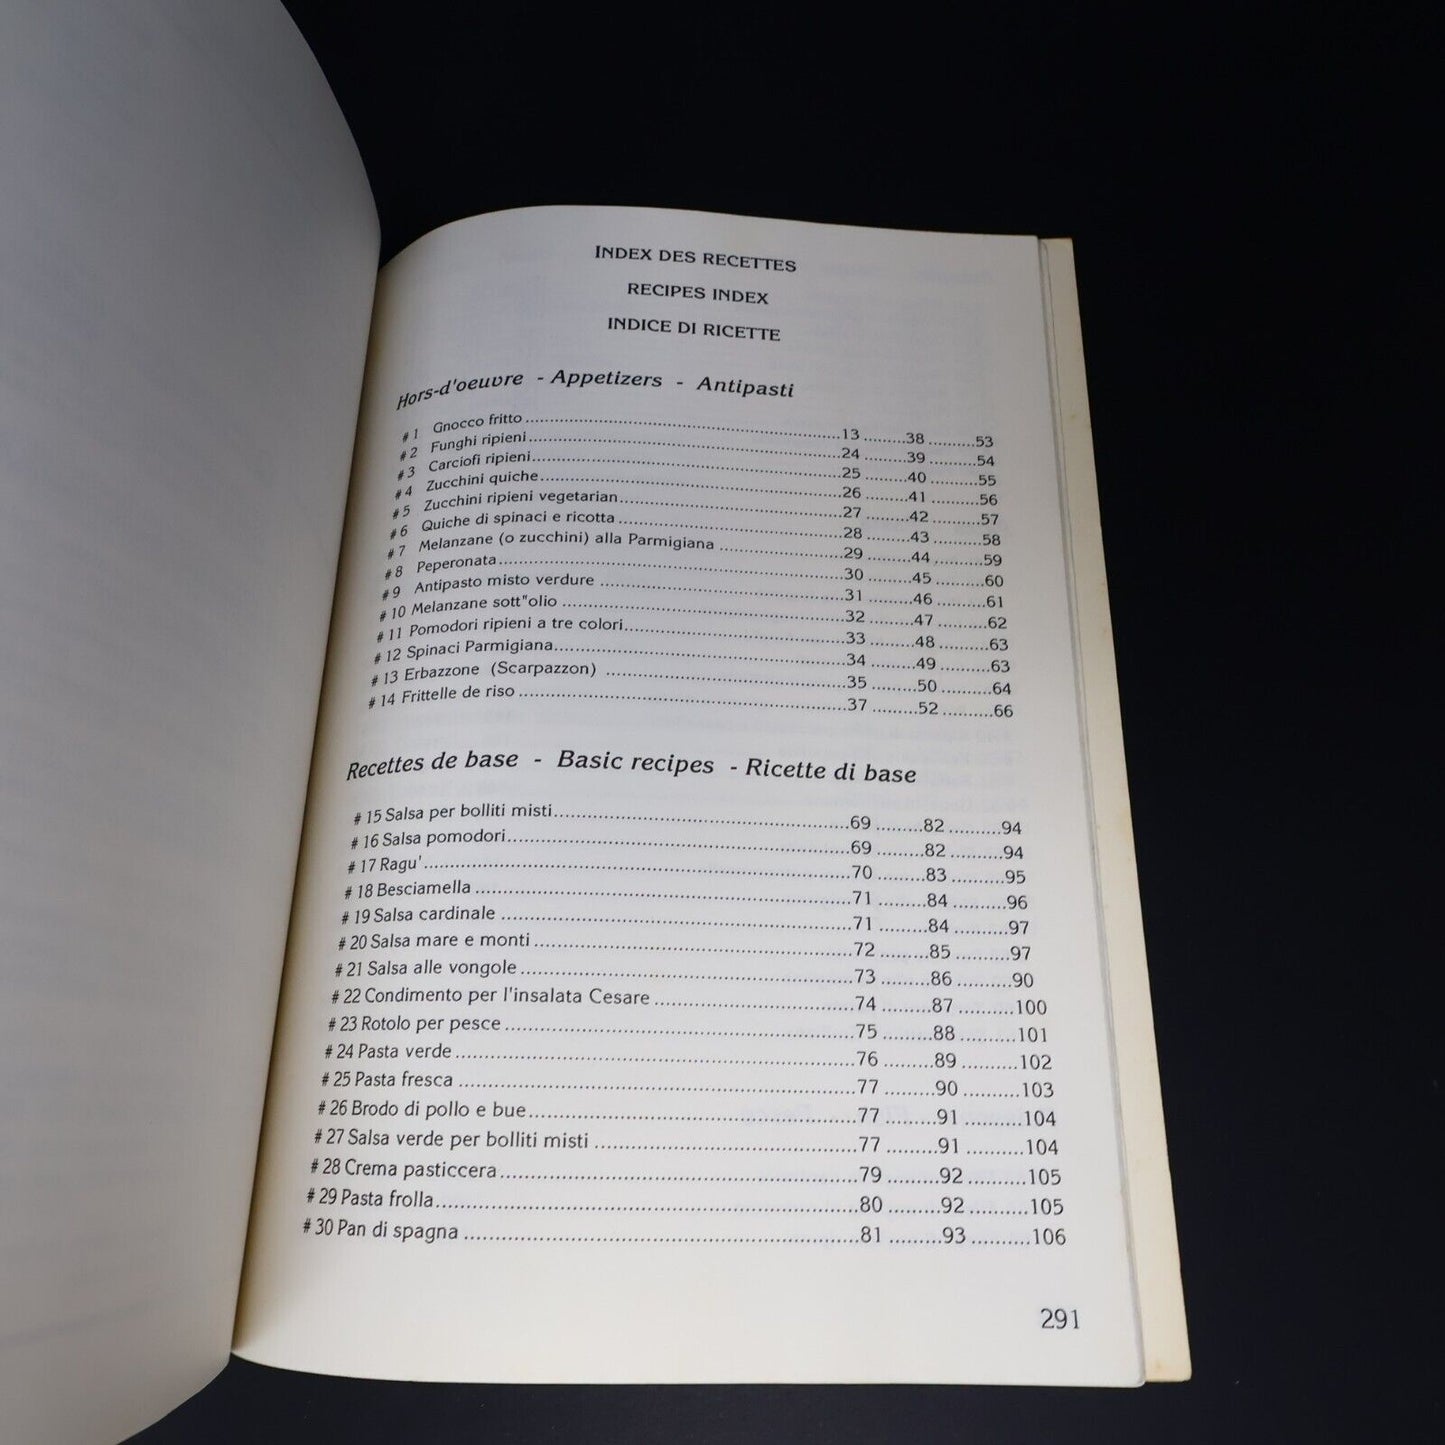 INDEX DES RECETTES
RECIPES INDEX
INDICE DI RICETTE
Hors-d'oeuvre - Appetizers - Antipasti
# 1 Gnocco fritto ..........13 ..........38 ..........53
# 2 Funghi ripieni ..........24 ..........39 ..........54
# 3 Carciofi ripieni ..........25 ..........40 ..........55
# 4 Zucchini quiche ..........26 ..........41 ..........56
# 5 Zucchini ripieni vegetarian ..........27 ..........42 ..........57
# 6 Quiche di spinaci e ricotta ..........28 ..........43 ..........58
# 7 Melanzane (o zucchini) alla Parmigiana ..........29 ..........44 ..........59
# 8 Peperonata ..........30 ..........45 ..........60
# 9 Antipasto misto verdure ..........31 ..........46 ..........61
# 10 Melanzane sott"olio ..........32 ..........47 ..........62
# 11 Pomodori ripieni a tre colori ..........33 ..........48 ..........63
# 12 Spinaci Parmigiana ..........34 ..........49 ..........63
# 13 Erbazzone (Scarpazzon) ..........35 ..........50 ..........64
# 14 Frittelle de riso ..........37 ..........52 ..........66
Recettes de base - Basic recipes - Ricette di base
# 15 Salsa per bolliti misti ..........69 ..........82 ..........94
# 16 Salsa pomodori ..........69 ..........82 ..........94
# 17 Ragu' ..........70 ..........83 ..........95
# 18 Besciamella ..........71 ..........84 ..........96
# 19 Salsa cardinale ..........71 ..........84 ..........97
# 20 Salsa mare e monti ..........72 ..........85 ..........97
# 21 Salsa alle vongole ..........73 ..........86 ..........90
# 22 Condimento per l'insalata Cesare ..........74 ..........87 ..........100
# 23 Rotolo per pesce ..........75 ..........88 ..........101
# 24 Pasta verde ..........76 ..........89 ..........102
# 25 Pasta fresca ..........77 ..........90 ..........103
# 26 Brodo di pollo e bue ..........77 ..........91 ..........104
# 27 Salsa verde per bolliti misti ..........77 ..........91 ..........104
# 28 Crema pasticcera ..........79 ..........92 ..........105
# 29 Pasta frolla ..........80 ..........92 ..........105
# 30 Pan di spagna ..........81 ..........93 ..........106
291